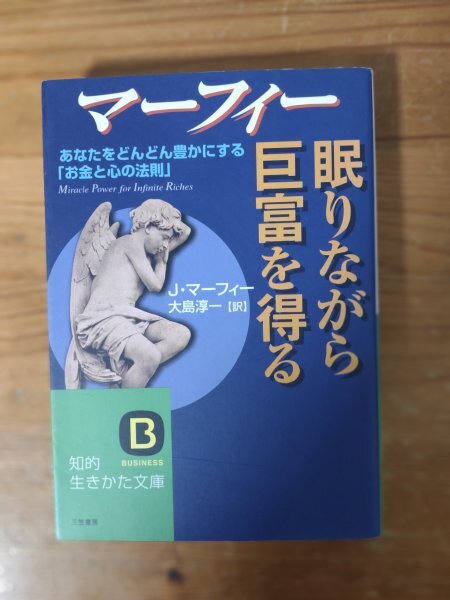 マーフィー
眠りながら
巨富を得る
あなたをどんどん豊かにする
「お金と心の法則」
Miracle Power for Infinite Riches
J・マーフィー
大島淳一【訳】
B
BUSINESS
知的
生きかた文庫
三笠書房